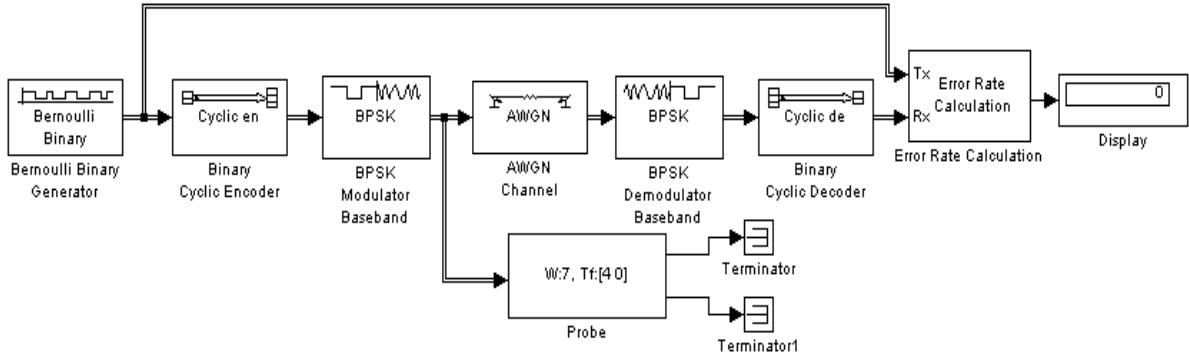 Bernoulli
Binary
Bernoulli Binary
Generator
Cyclic en
Binary
Cyclic Encoder
BPSK
BPSK
Modulator
Baseband
AWGN
AWGN
Channel
BPSK
BPSK
Demodulator
Baseband
Cyclic de
Binary
Cyclic Decoder
Tx
Rx
Error Rate
Calculation
Error Rate Calculation
0
Display
W:7, Tf:[4 0]
Probe
Terminator
Terminator1